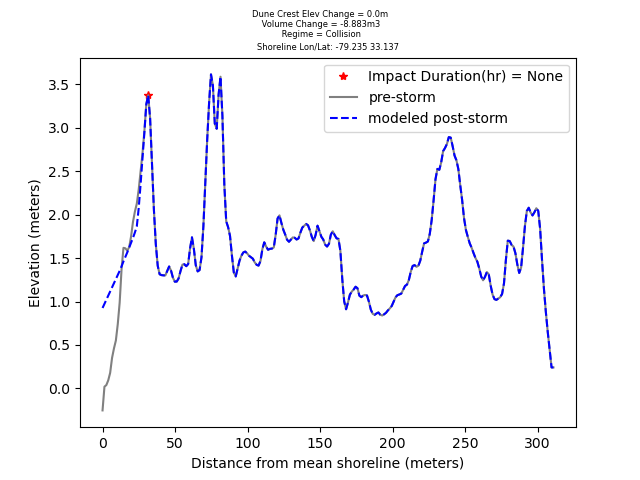 Dune Crest Elev Change = 0.0m
Volume Change = -8.883m3
Regime = Collision
Shoreline Lon/Lat: -79.235 33.137
Impact Duration(hr) = None
pre-storm
modeled post-storm
3.5
3.0
2.5
2.0
1.5
1.0
0.5
0.0
Elevation (meters)
0 50 100 150 200 250 300
Distance from mean shoreline (meters)